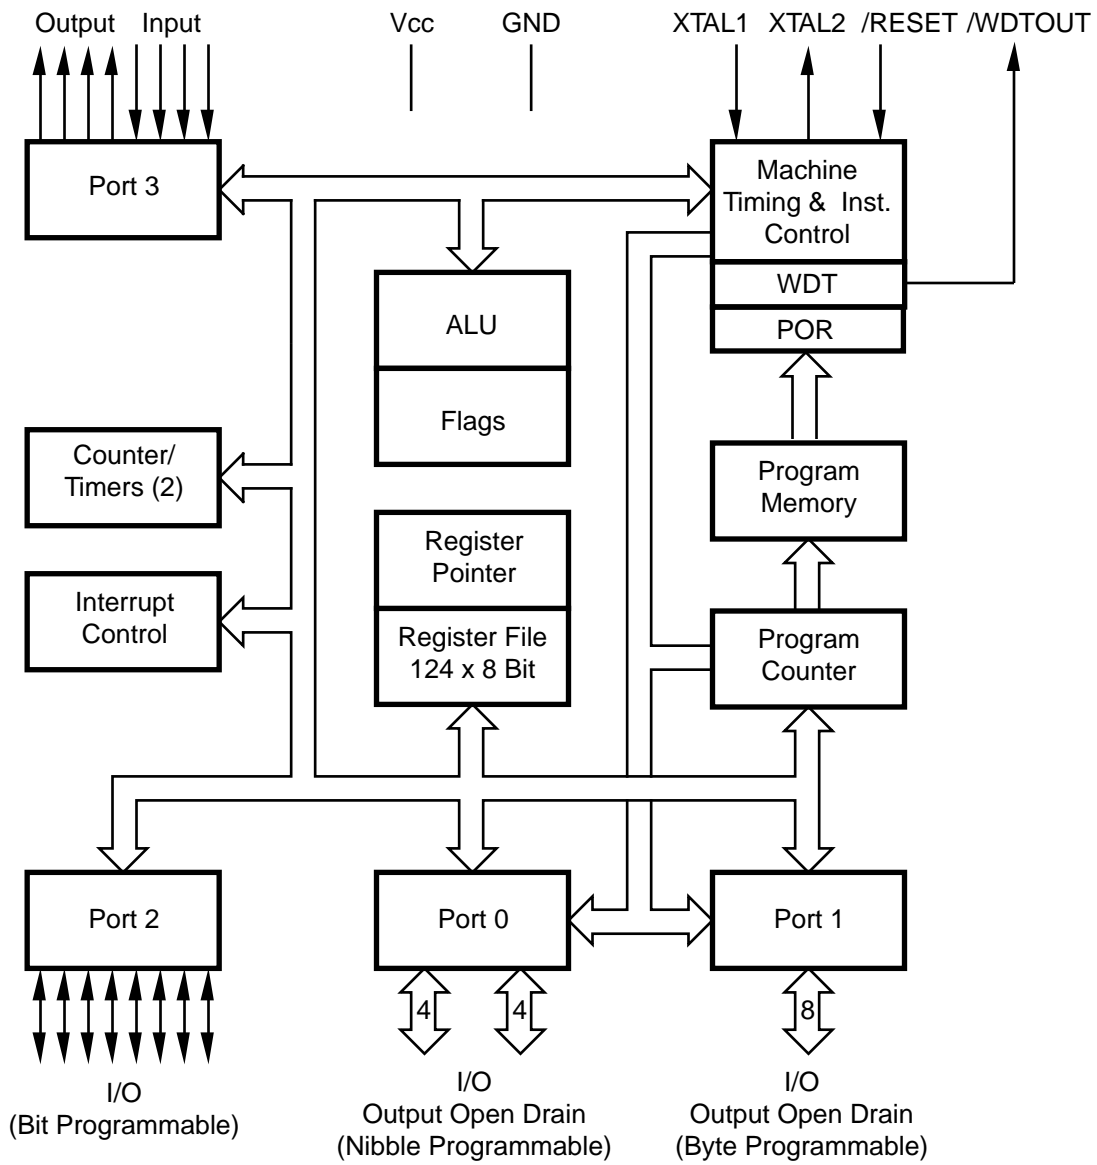 Output Input Vcc GND XTAL1 XTAL2 /RESET /WDTOUT
Port 3
Machine
Timing & Inst.
Control
WDT
POR
ALU
Flags
Counter/
Timers (2)
Program
Memory
Register
Pointer
Interrupt
Control
Register File
124 x 8 Bit
Program
Counter
Port 2
Port 0
Port 1
4
4
8
I/O
(Bit Programmable)
I/O
Output Open Drain
(Nibble Programmable)
I/O
Output Open Drain
(Byte Programmable)